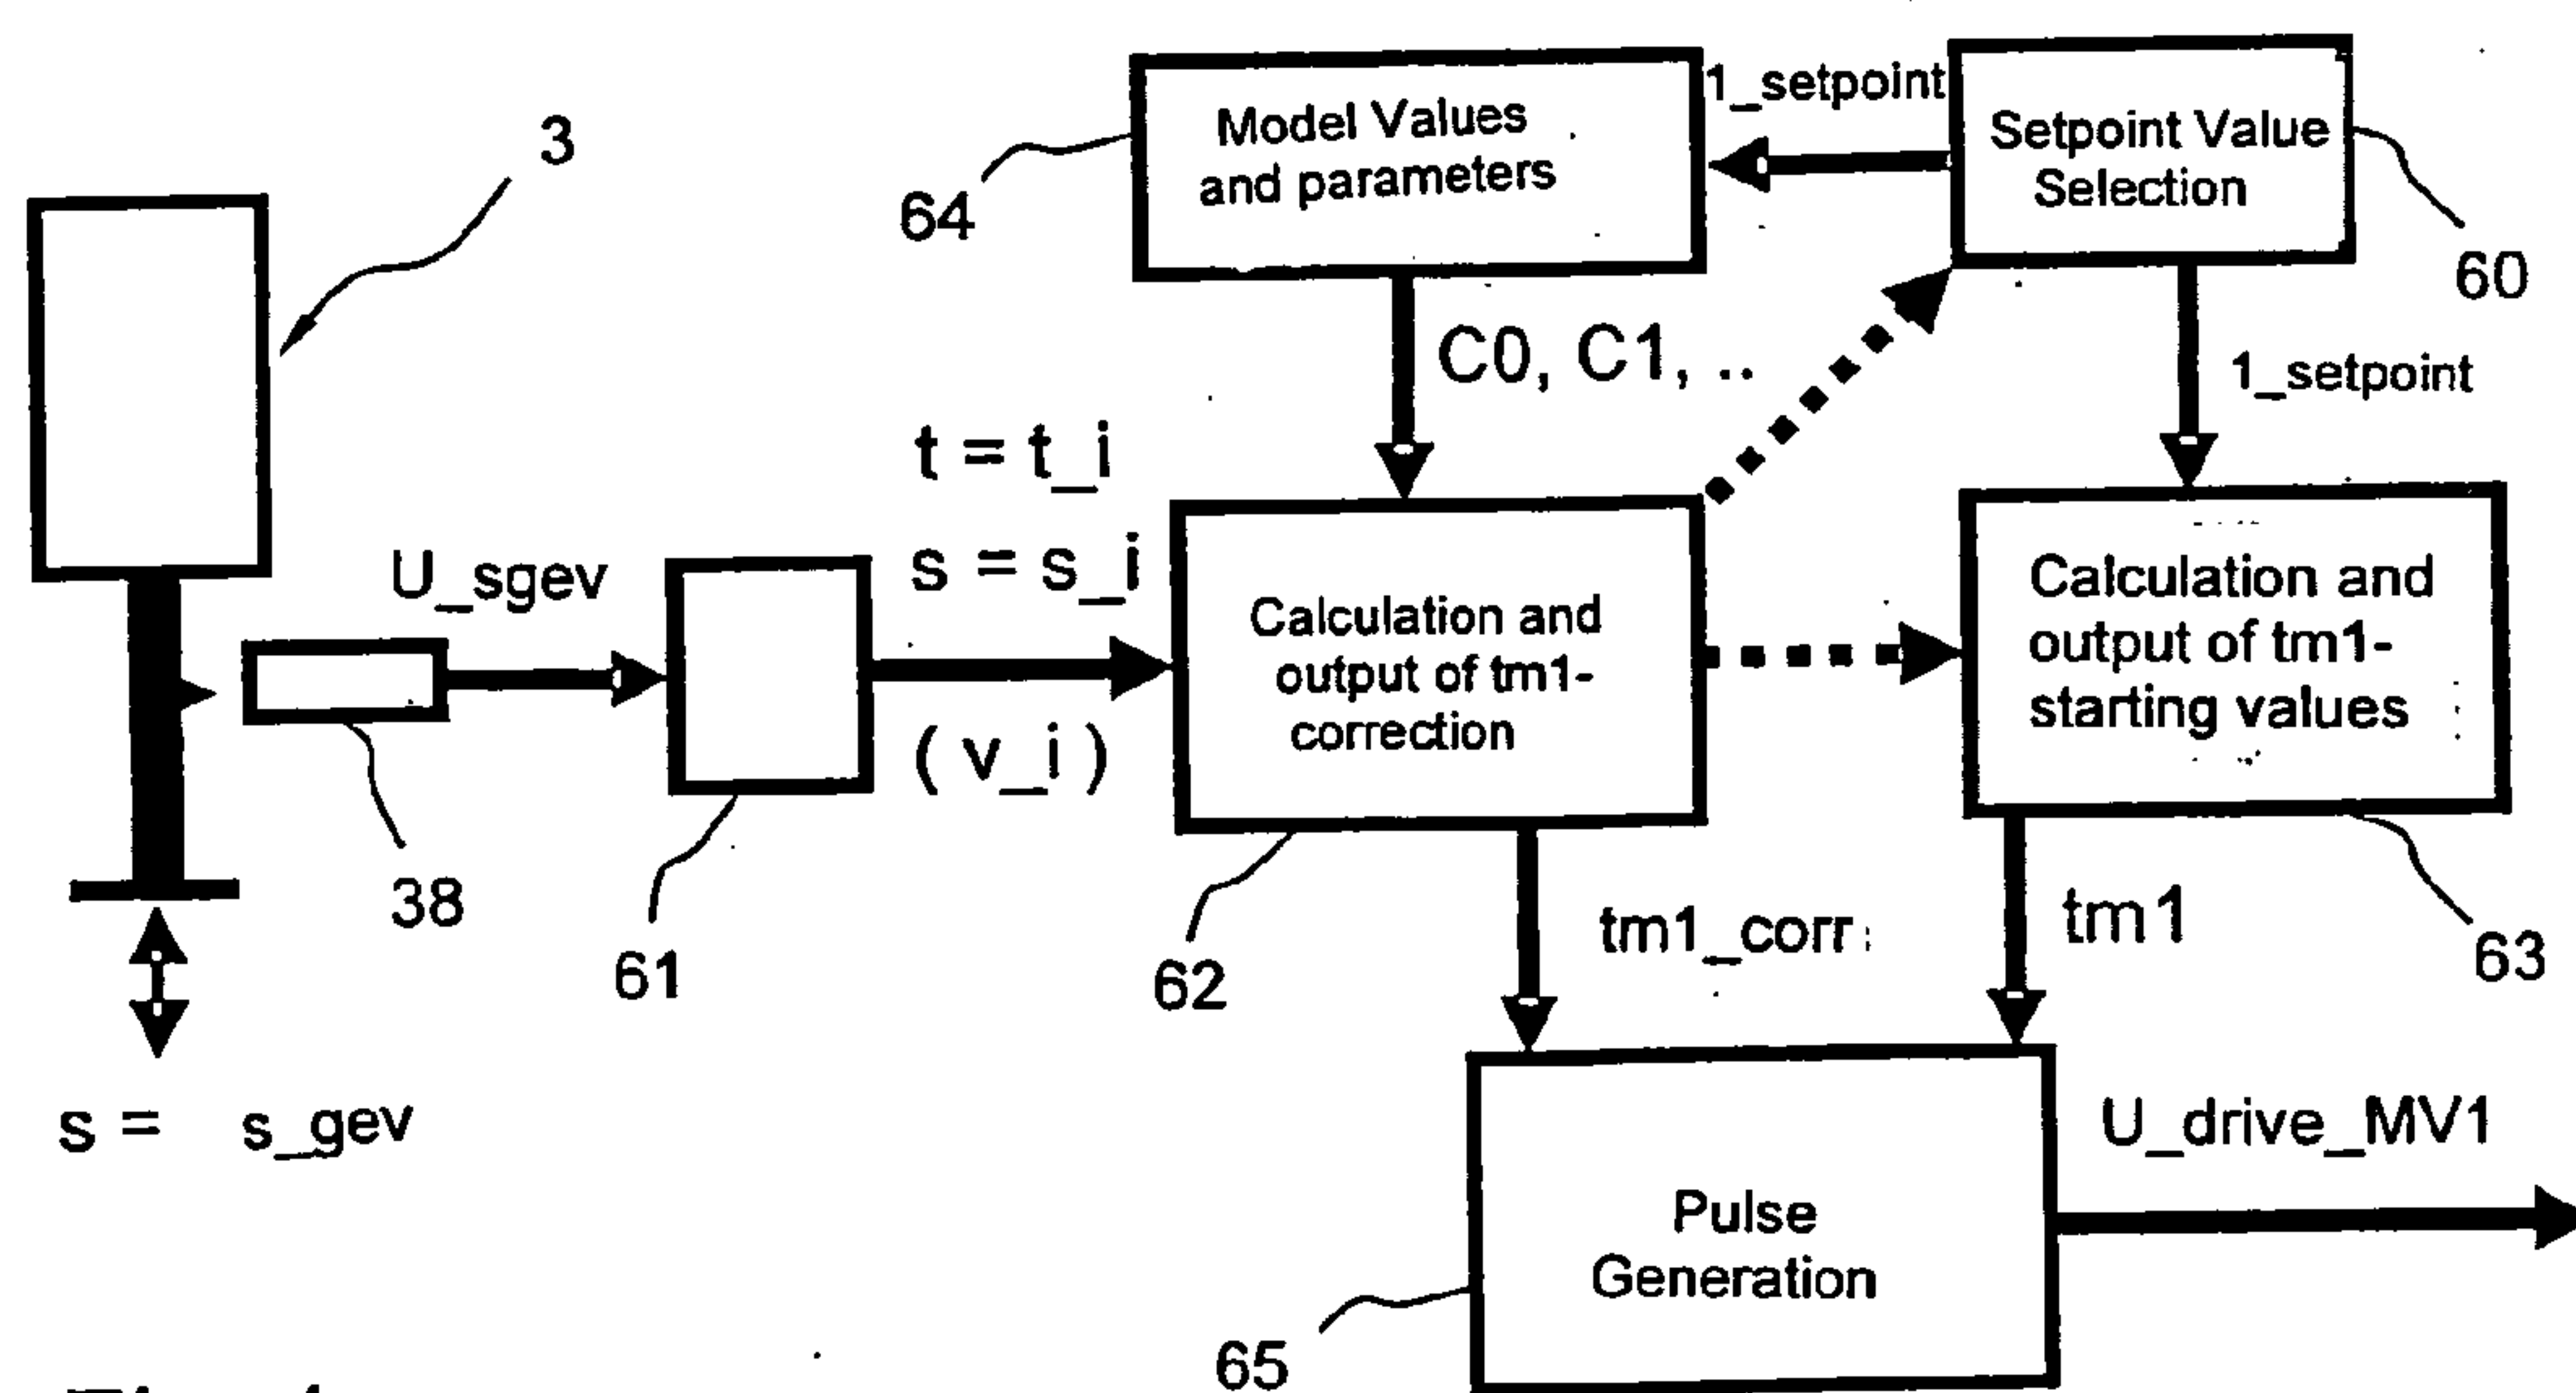 3
Model Values
and parameters
64
1_setpoint
Setpoint Value
Selection
60
C0, C1, ..
1_setpoint
t = t_i
s = s_i
( v_i )
U_sgev
38
61
Calculation and
output of tm1-
correction
62
Calculation and
output of tm1-
starting values
63
tm1_corr
tm1
s = s_gev
Pulse
Generation
65
U_drive_MV1